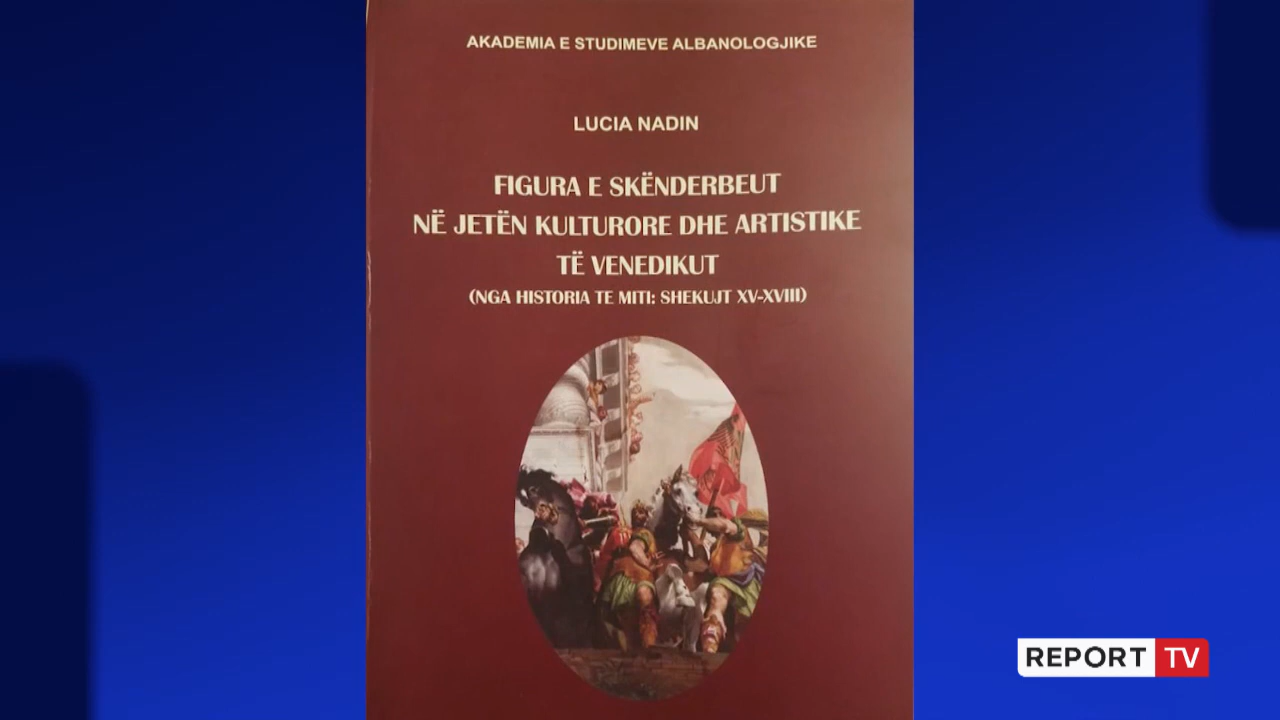 AKADEMIA E STUDIMEVE ALBANOLOGJIKE
LUCIA NADIN
FIGURA E SKËNDERBEUT
NË JETËN KULTURORE DHE ARTISTIKE
TË VENEDIKUT
(NGA HISTORIA TE MITI: SHEKUJT XV-XVIII)
REPORT TV